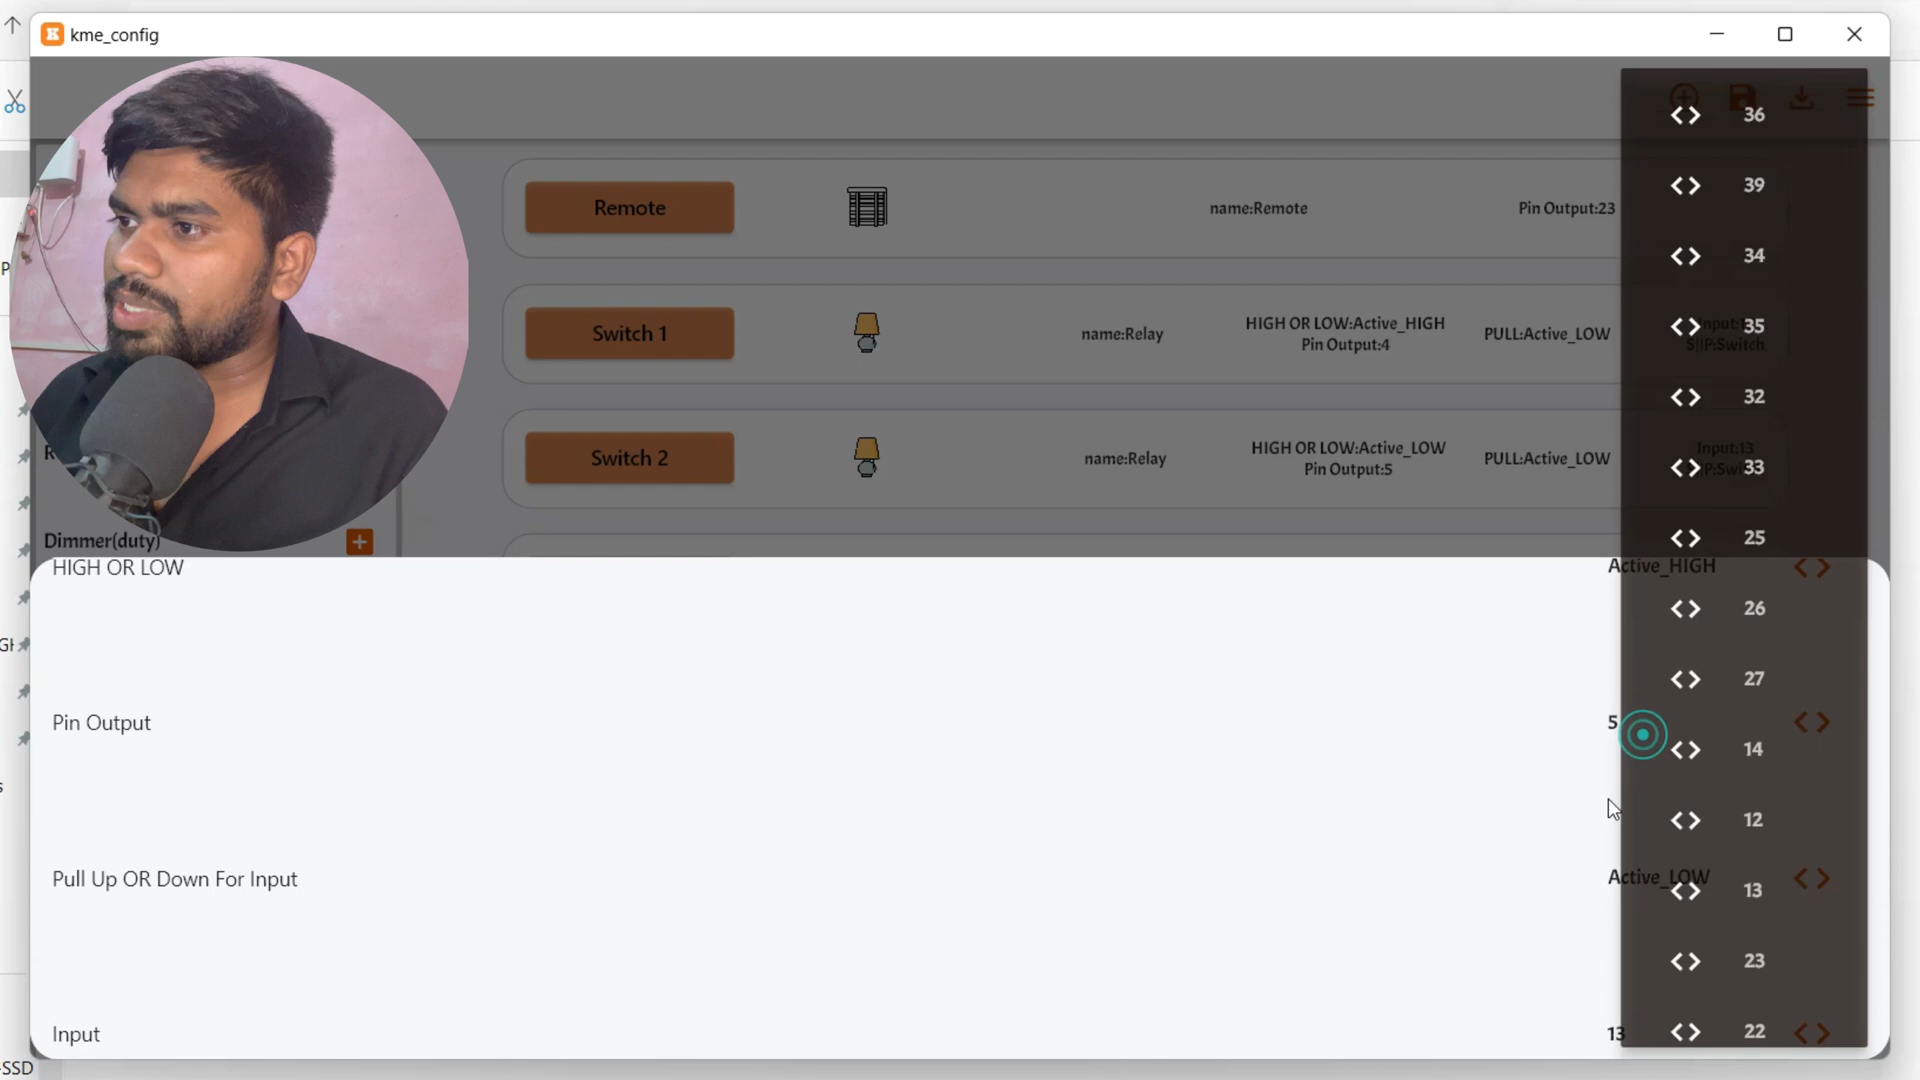 kme_config
36
39
Remote
name:Remote
Pin Output:23
34
Switch 1
name:Relay
HIGH OR LOW:Active_HIGH
Pin Output:4
PULL:Active_LOW
35
S||P:Switch
32
Switch 2
name:Relay
HIGH OR LOW:Active_LOW
Pin Output:5
PULL:Active_LOW
Input:13
33
25
Dimmer(duty)
HIGH OR LOW
Active_HIGH
26
27
Pin Output
5
14
12
Pull Up OR Down For Input
Active_LOW
13
23
Input
13
22
-SSD